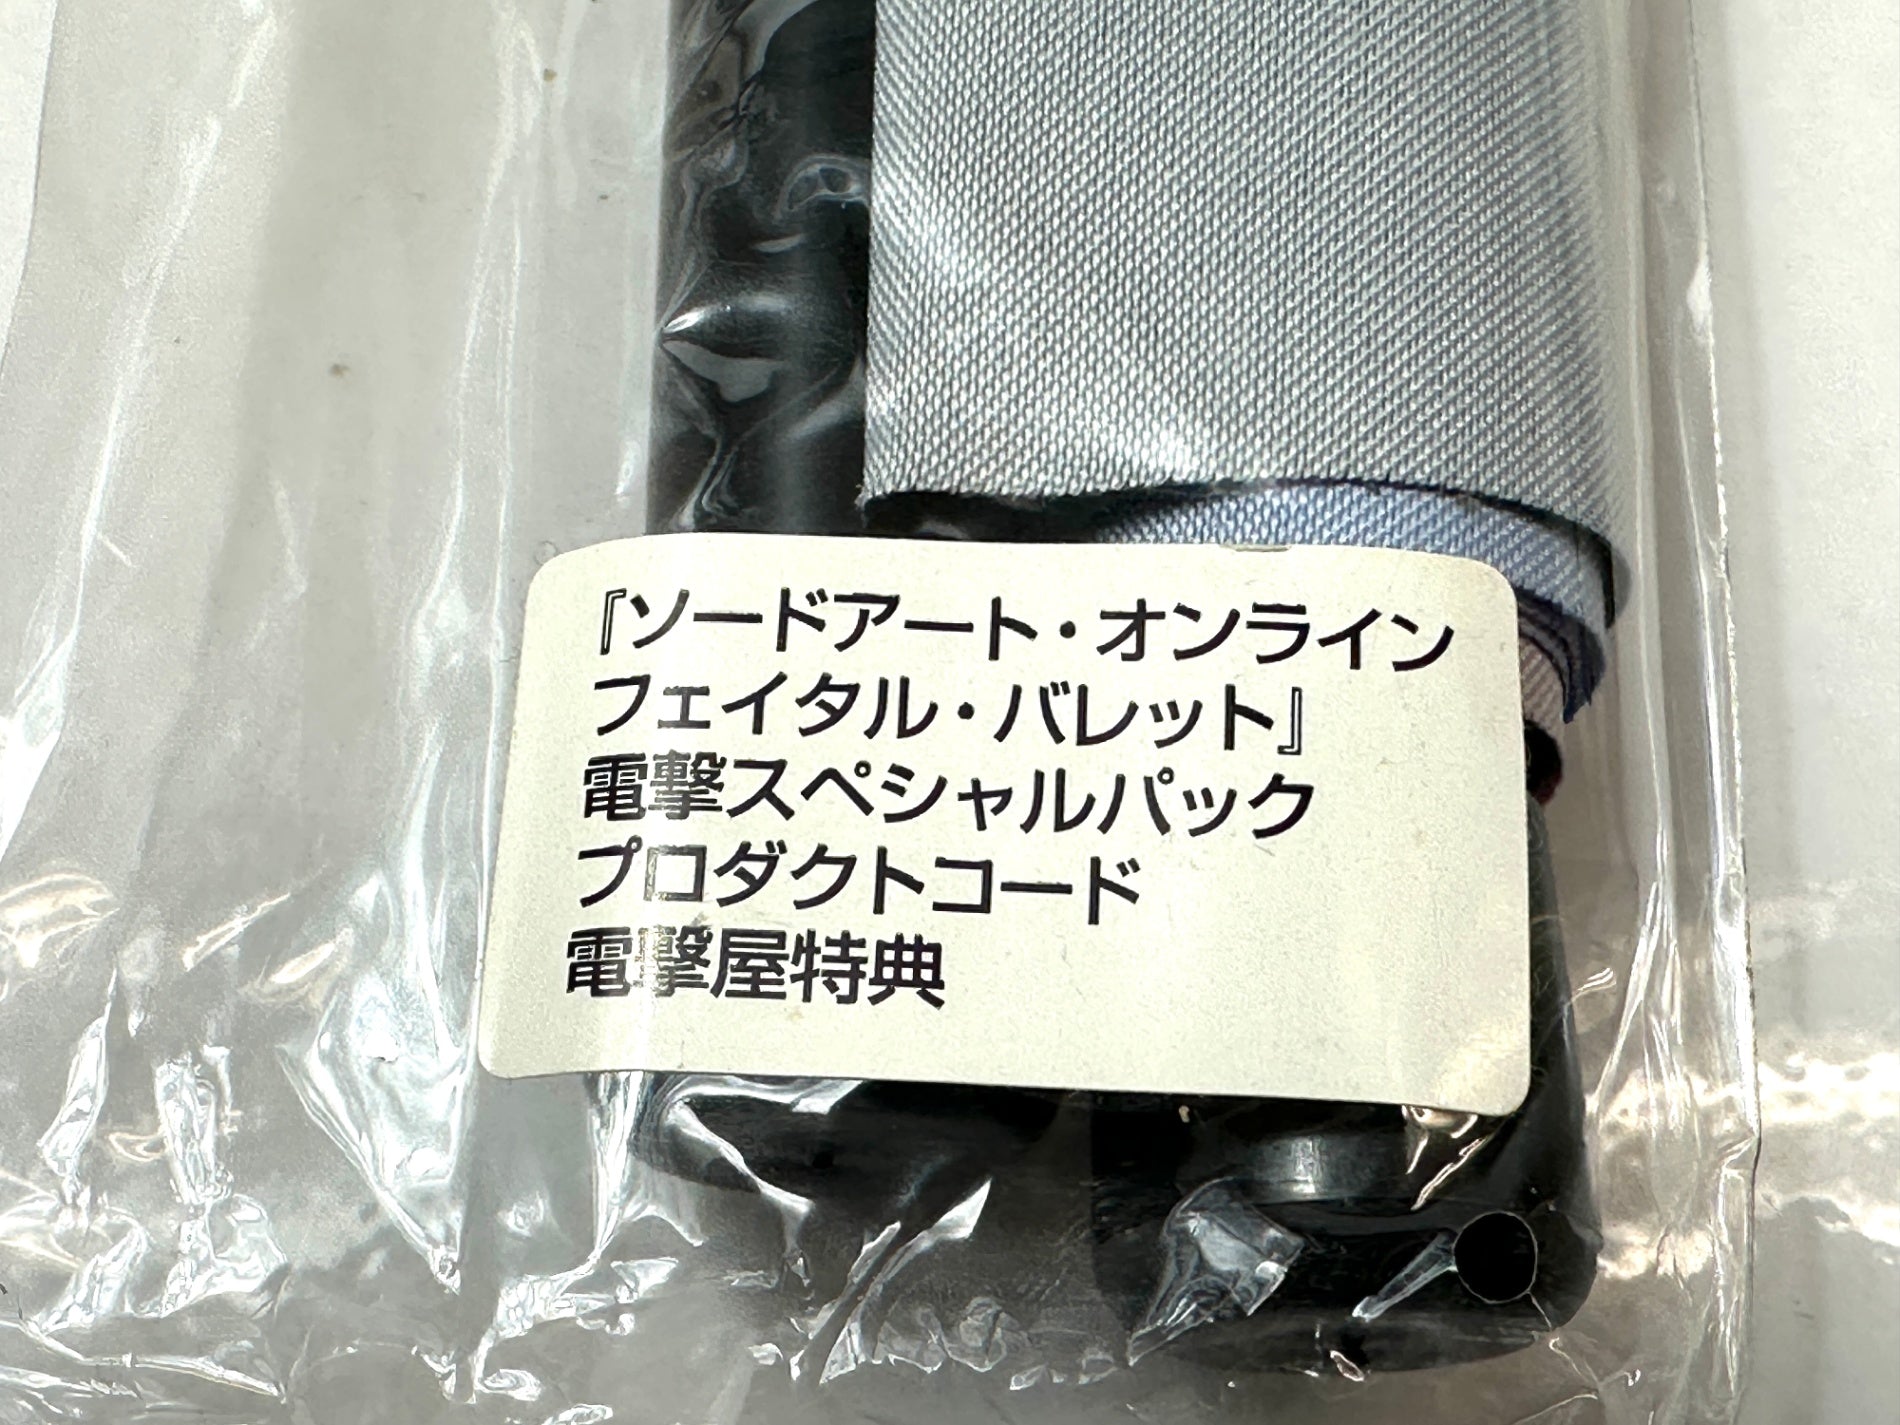 『ソードアート・オンライン
フェイタル・バレット』
電撃スペシャルパック
プロダクトコード
電撃屋特典